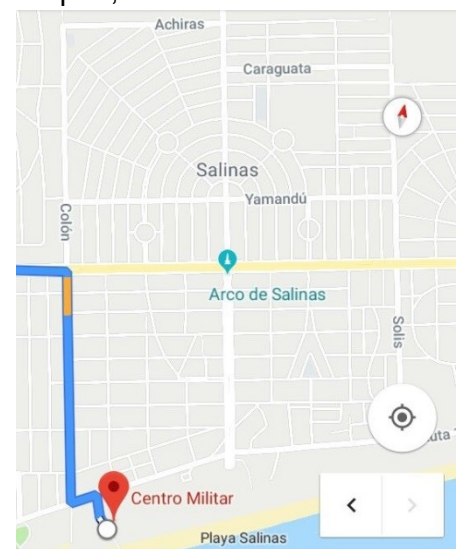 Achiras
Caraguata
Salinas
Yamandú
Colón
Arco de Salinas
Solís
Centro Militar
Playa Salinas